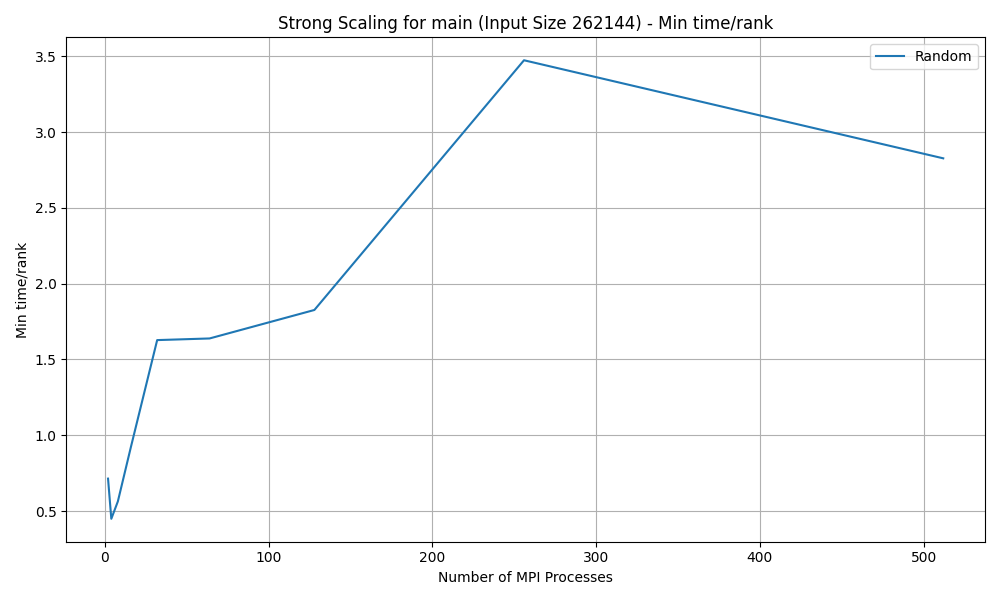 Strong Scaling for main (Input Size 262144) - Min time/rank
Random
3.5
3.0
2.5
2.0
1.5
1.0
0.5
Min time/rank
0 100 200 300 400 500
Number of MPI Processes